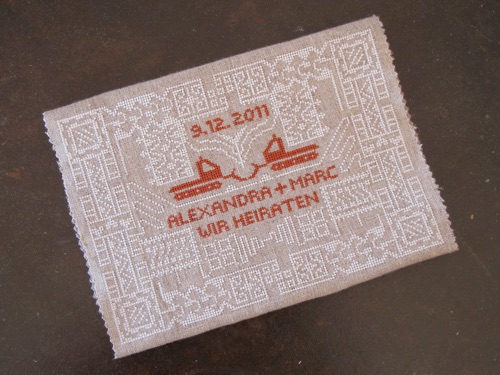 9.12.2011
ALEXANDRA + MARC
WIR HEIRATEN